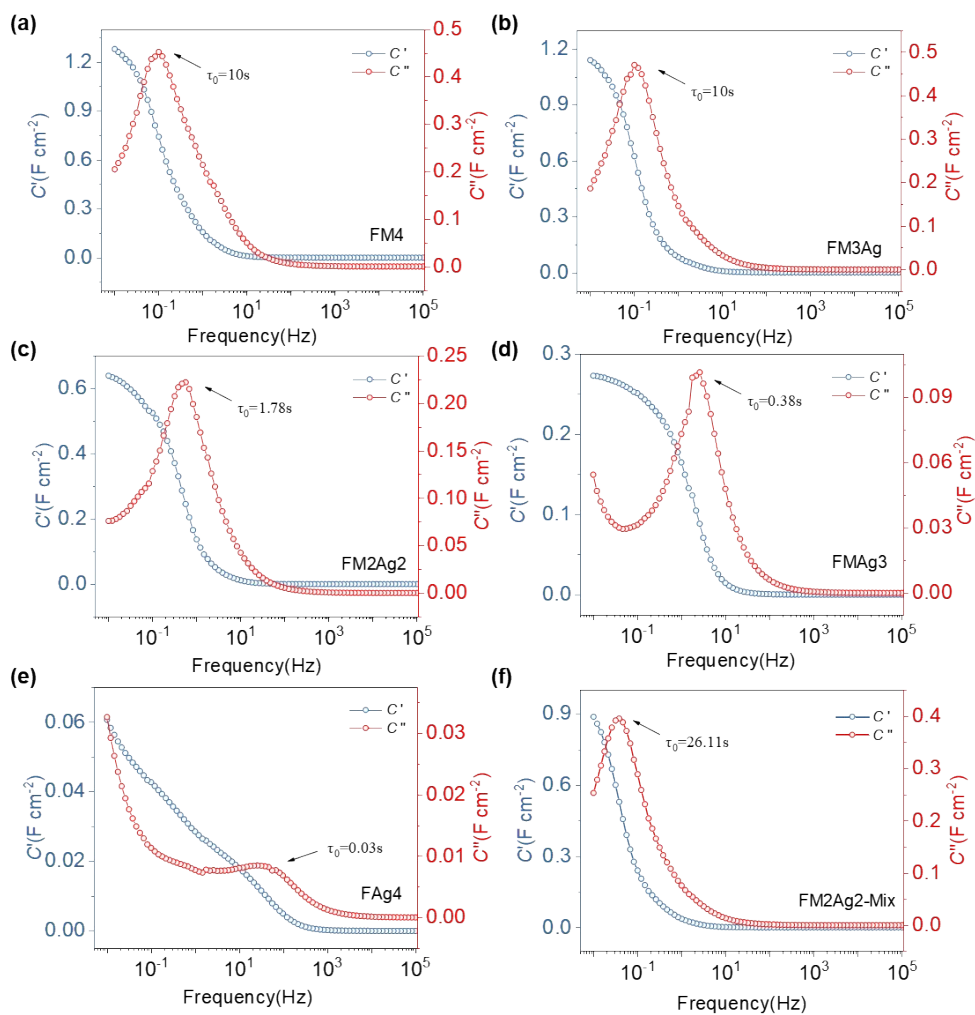 (a)
C'
C"
τ0=10s
FM4
C'(F cm-2)
C"(F cm-2)
0.0
0.3
0.6
0.9
1.2
0.0
0.1
0.2
0.3
0.4
0.5
10-1
101
103
105
Frequency(Hz)
(b)
C'
C"
τ0=10s
FM3Ag
C'(F cm-2)
C"(F cm-2)
0.0
0.3
0.6
0.9
1.2
0.0
0.1
0.2
0.3
0.4
0.5
10-1
101
103
105
Frequency(Hz)
(c)
C'
C"
τ0=1.78s
FM2Ag2
C'(F cm-2)
C"(F cm-2)
0.0
0.2
0.4
0.6
0.00
0.05
0.10
0.15
0.20
0.25
10-1
101
103
105
Frequency(Hz)
(d)
C'
C"
τ0=0.38s
FMAg3
C'(F cm-2)
C"(F cm-2)
0.0
0.1
0.2
0.3
0.00
0.03
0.06
0.09
10-1
101
103
105
Frequency(Hz)
(e)
C'
C"
τ0=0.03s
FAg4
C'(F cm-2)
C"(F cm-2)
0.00
0.02
0.04
0.06
0.00
0.01
0.02
0.03
10-1
101
103
105
Frequency(Hz)
(f)
C'
C"
τ0=26.11s
FM2Ag2-Mix
C'(F cm-2)
C"(F cm-2)
0.0
0.3
0.6
0.9
0.0
0.1
0.2
0.3
0.4
10-1
101
103
105
Frequency(Hz)